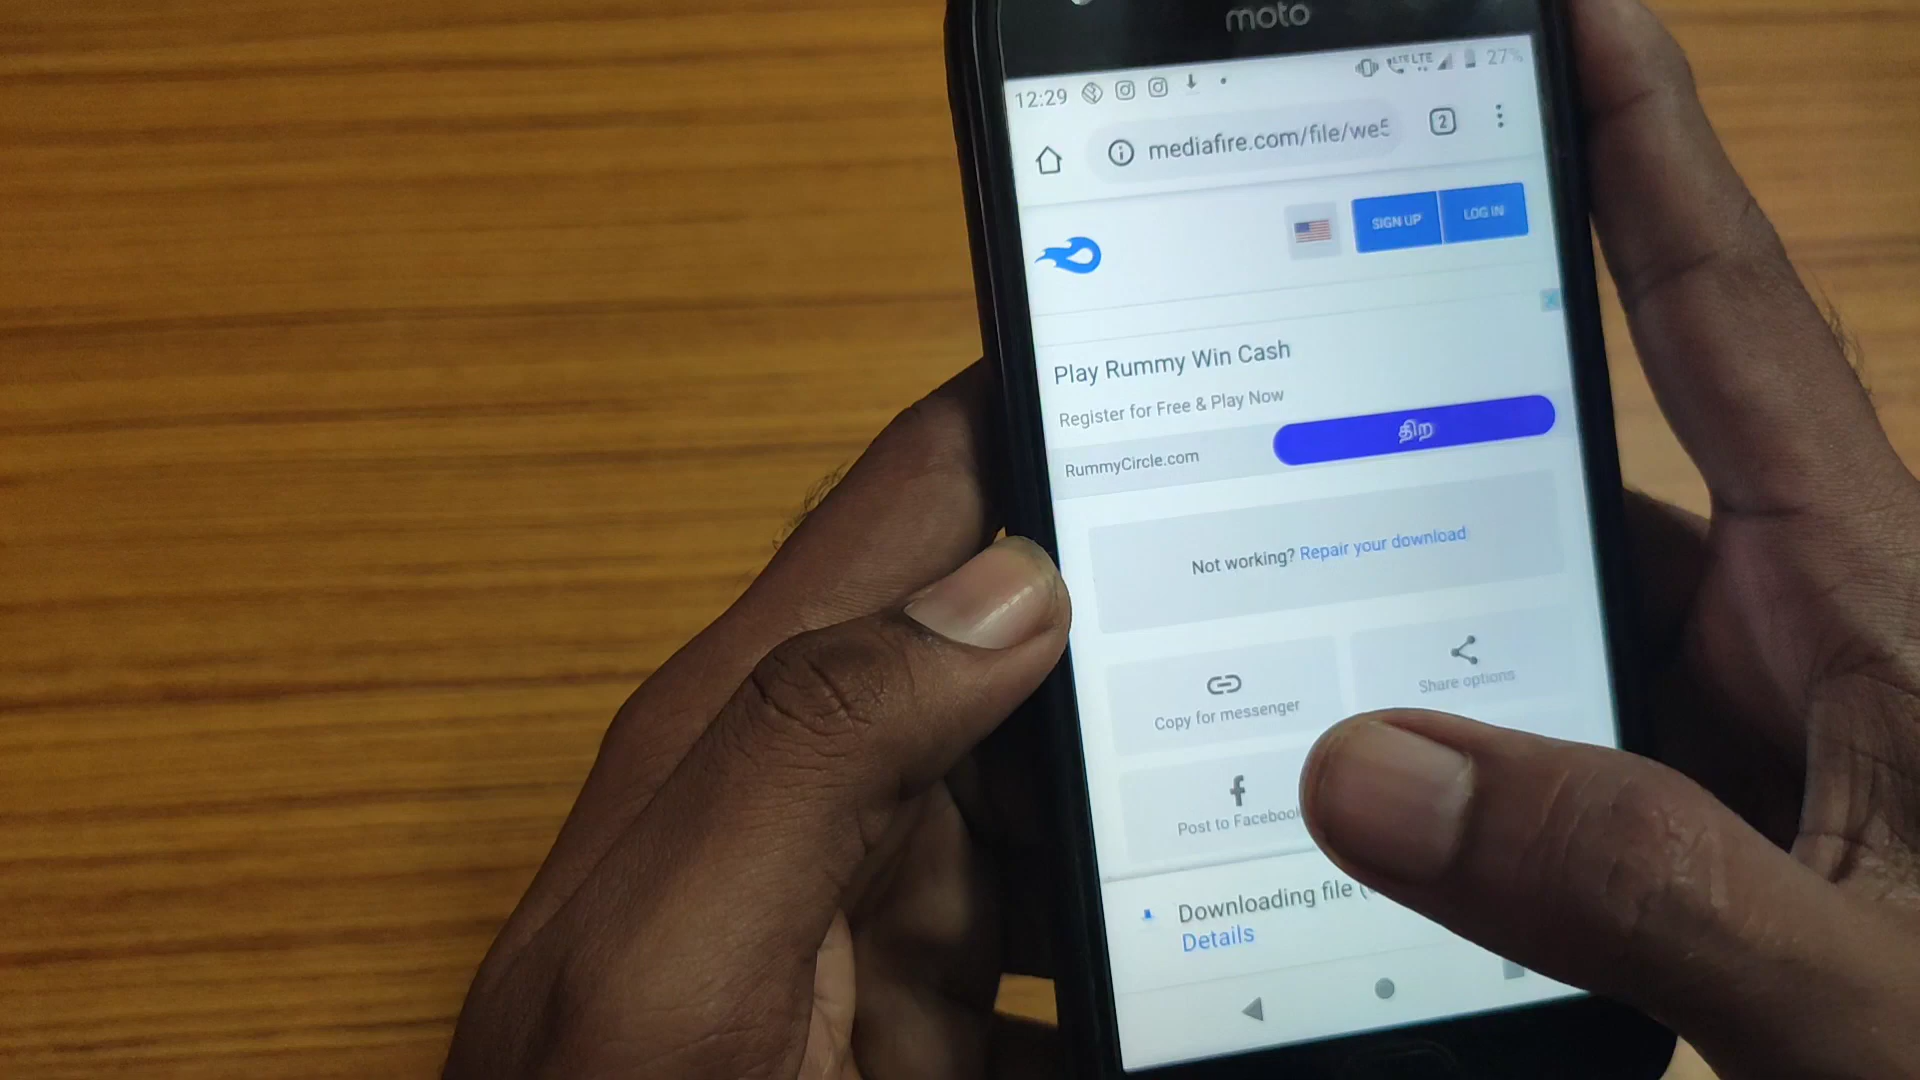 moto
12:29 LTE 27%
mediafire.com/file/we5 2
SIGN UP LOG IN
Play Rummy Win Cash
Register for Free & Play Now
RummyCircle.com திற
Not working? Repair your download
Copy for messenger Share options
f
Post to Facebook
Downloading file (
Details